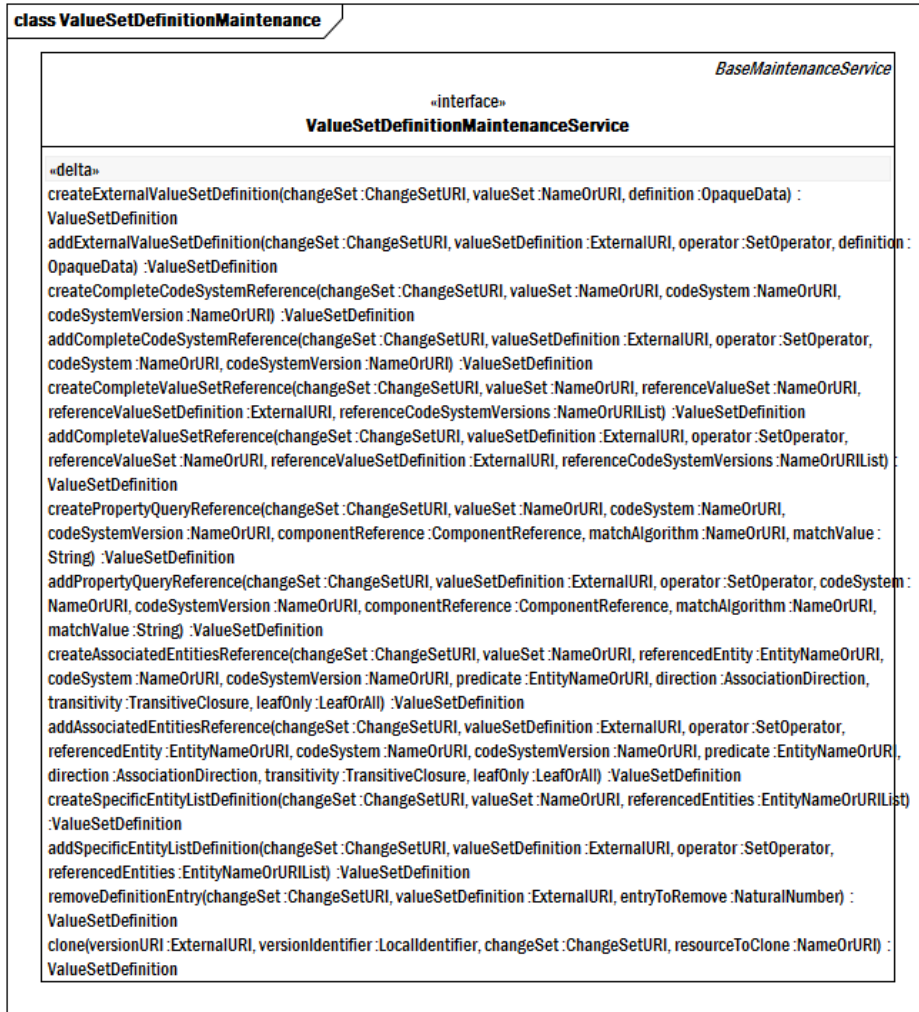 class ValueSetDefinitionMaintenance
BaseMaintenanceService
«interface»
ValueSetDefinitionMaintenanceService
«delta»
createExternalValueSetDefinition(changeSet :ChangeSetURI, valueSet :NameOrURI, definition :OpaqueData) :
ValueSetDefinition
addExternalValueSetDefinition(changeSet :ChangeSetURI, valueSetDefinition :ExternalURI, operator :SetOperator, definition :
OpaqueData) :ValueSetDefinition
createCompleteCodeSystemReference(changeSet :ChangeSetURI, valueSet :NameOrURI, codeSystem :NameOrURI,
codeSystemVersion :NameOrURI) :ValueSetDefinition
addCompleteCodeSystemReference(changeSet :ChangeSetURI, valueSetDefinition :ExternalURI, operator :SetOperator,
codeSystem :NameOrURI, codeSystemVersion :NameOrURI) :ValueSetDefinition
createCompleteValueSetReference(changeSet :ChangeSetURI, valueSet :NameOrURI, referenceValueSet :NameOrURI,
referenceValueSetDefinition :ExternalURI, referenceCodeSystemVersions :NameOrURIList) :ValueSetDefinition
addCompleteValueSetReference(changeSet :ChangeSetURI, valueSetDefinition :ExternalURI, operator :SetOperator,
referenceValueSet :NameOrURI, referenceValueSetDefinition :ExternalURI, referenceCodeSystemVersions :NameOrURIList) :
ValueSetDefinition
createPropertyQueryReference(changeSet :ChangeSetURI, valueSet :NameOrURI, codeSystem :NameOrURI,
codeSystemVersion :NameOrURI, componentReference :ComponentReference, matchAlgorithm :NameOrURI, matchValue :
String) :ValueSetDefinition
addPropertyQueryReference(changeSet :ChangeSetURI, valueSetDefinition :ExternalURI, operator :SetOperator, codeSystem :
NameOrURI, codeSystemVersion :NameOrURI, componentReference :ComponentReference, matchAlgorithm :NameOrURI,
matchValue :String) :ValueSetDefinition
createAssociatedEntitiesReference(changeSet :ChangeSetURI, valueSet :NameOrURI, referencedEntity :EntityNameOrURI,
codeSystem :NameOrURI, codeSystemVersion :NameOrURI, predicate :EntityNameOrURI, direction :AssociationDirection,
transitivity :TransitiveClosure, leafOnly :LeafOrAll) :ValueSetDefinition
addAssociatedEntitiesReference(changeSet :ChangeSetURI, valueSetDefinition :ExternalURI, operator :SetOperator,
referencedEntity :EntityNameOrURI, codeSystem :NameOrURI, codeSystemVersion :NameOrURI, predicate :EntityNameOrURI,
direction :AssociationDirection, transitivity :TransitiveClosure, leafOnly :LeafOrAll) :ValueSetDefinition
createSpecificEntityListDefinition(changeSet :ChangeSetURI, valueSet :NameOrURI, referencedEntities :EntityNameOrURIList)
:ValueSetDefinition
addSpecificEntityListDefinition(changeSet :ChangeSetURI, valueSetDefinition :ExternalURI, operator :SetOperator,
referencedEntities :EntityNameOrURIList) :ValueSetDefinition
removeDefinitionEntry(changeSet :ChangeSetURI, valueSetDefinition :ExternalURI, entryToRemove :NaturalNumber) :
ValueSetDefinition
clone(versionURI :ExternalURI, versionIdentifier :LocalIdentifier, changeSet :ChangeSetURI, resourceToClone :NameOrURI) :
ValueSetDefinition